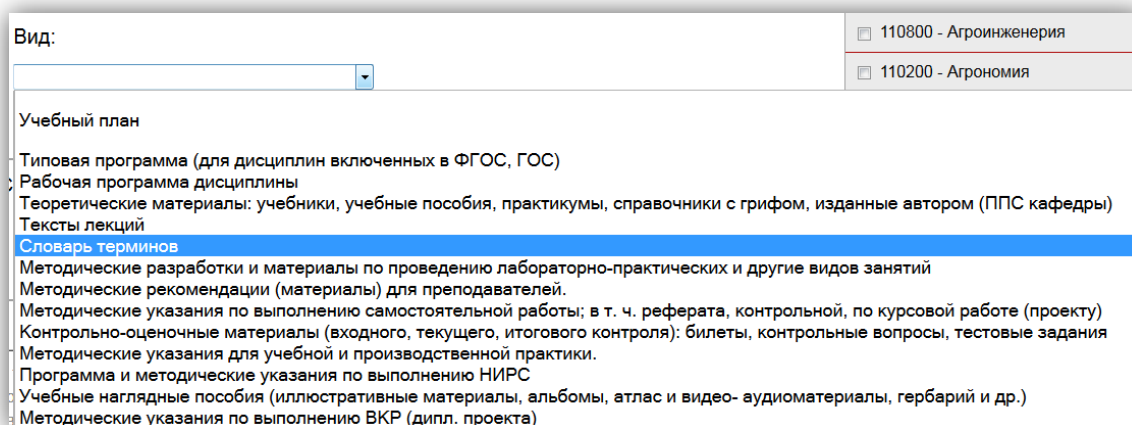 Вид:
110800 - Агроинженерия
110200 - Агрономия
Учебный план
Типовая программа (для дисциплин включенных в ФГОС, ГОС)
Рабочая программа дисциплины
Теоретические материалы: учебники, учебные пособия, практикумы, справочники с грифом, изданные автором (ППС кафедры)
Тексты лекций
Словарь терминов
Методические разработки и материалы по проведению лабораторно-практических и другие видов занятий
Методические рекомендации (материалы) для преподавателей.
Методические указания по выполнению самостоятельной работы; в т. ч. реферата, контрольной, по курсовой работе (проекту)
Контрольно-оценочные материалы (входного, текущего, итогового контроля): билеты, контрольные вопросы, тестовые задания
Методические указания для учебной и производственной практики.
Программа и методические указания по выполнению НИРС
Учебные наглядные пособия (иллюстративные материалы, альбомы, атлас и видео- аудиоматериалы, гербарий и др.)
Методические указания по выполнению ВКР (дипл. проекта)